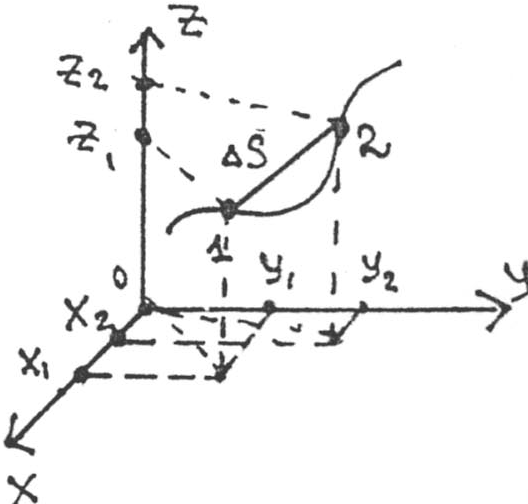 Z
Z₂
Z₁
ΔS
2
1
0
y₁
y₂
y
X₂
X₁
X